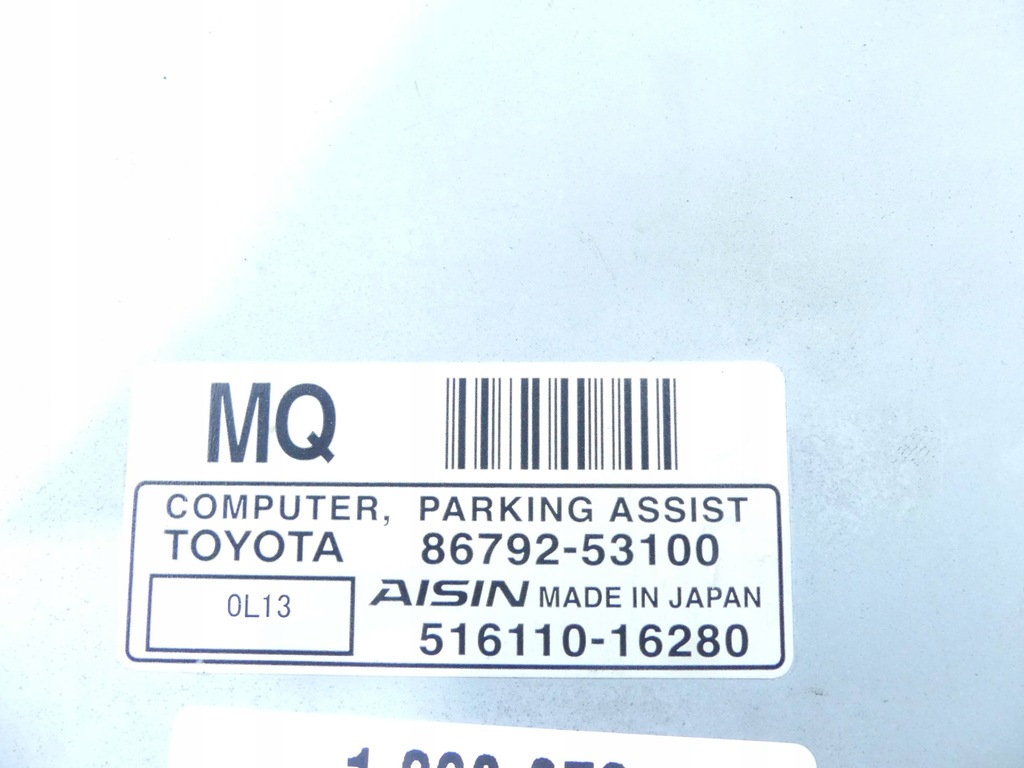 MQ
COMPUTER, PARKING ASSIST
TOYOTA 86792-53100
0L13
AISIN MADE IN JAPAN
516110-16280